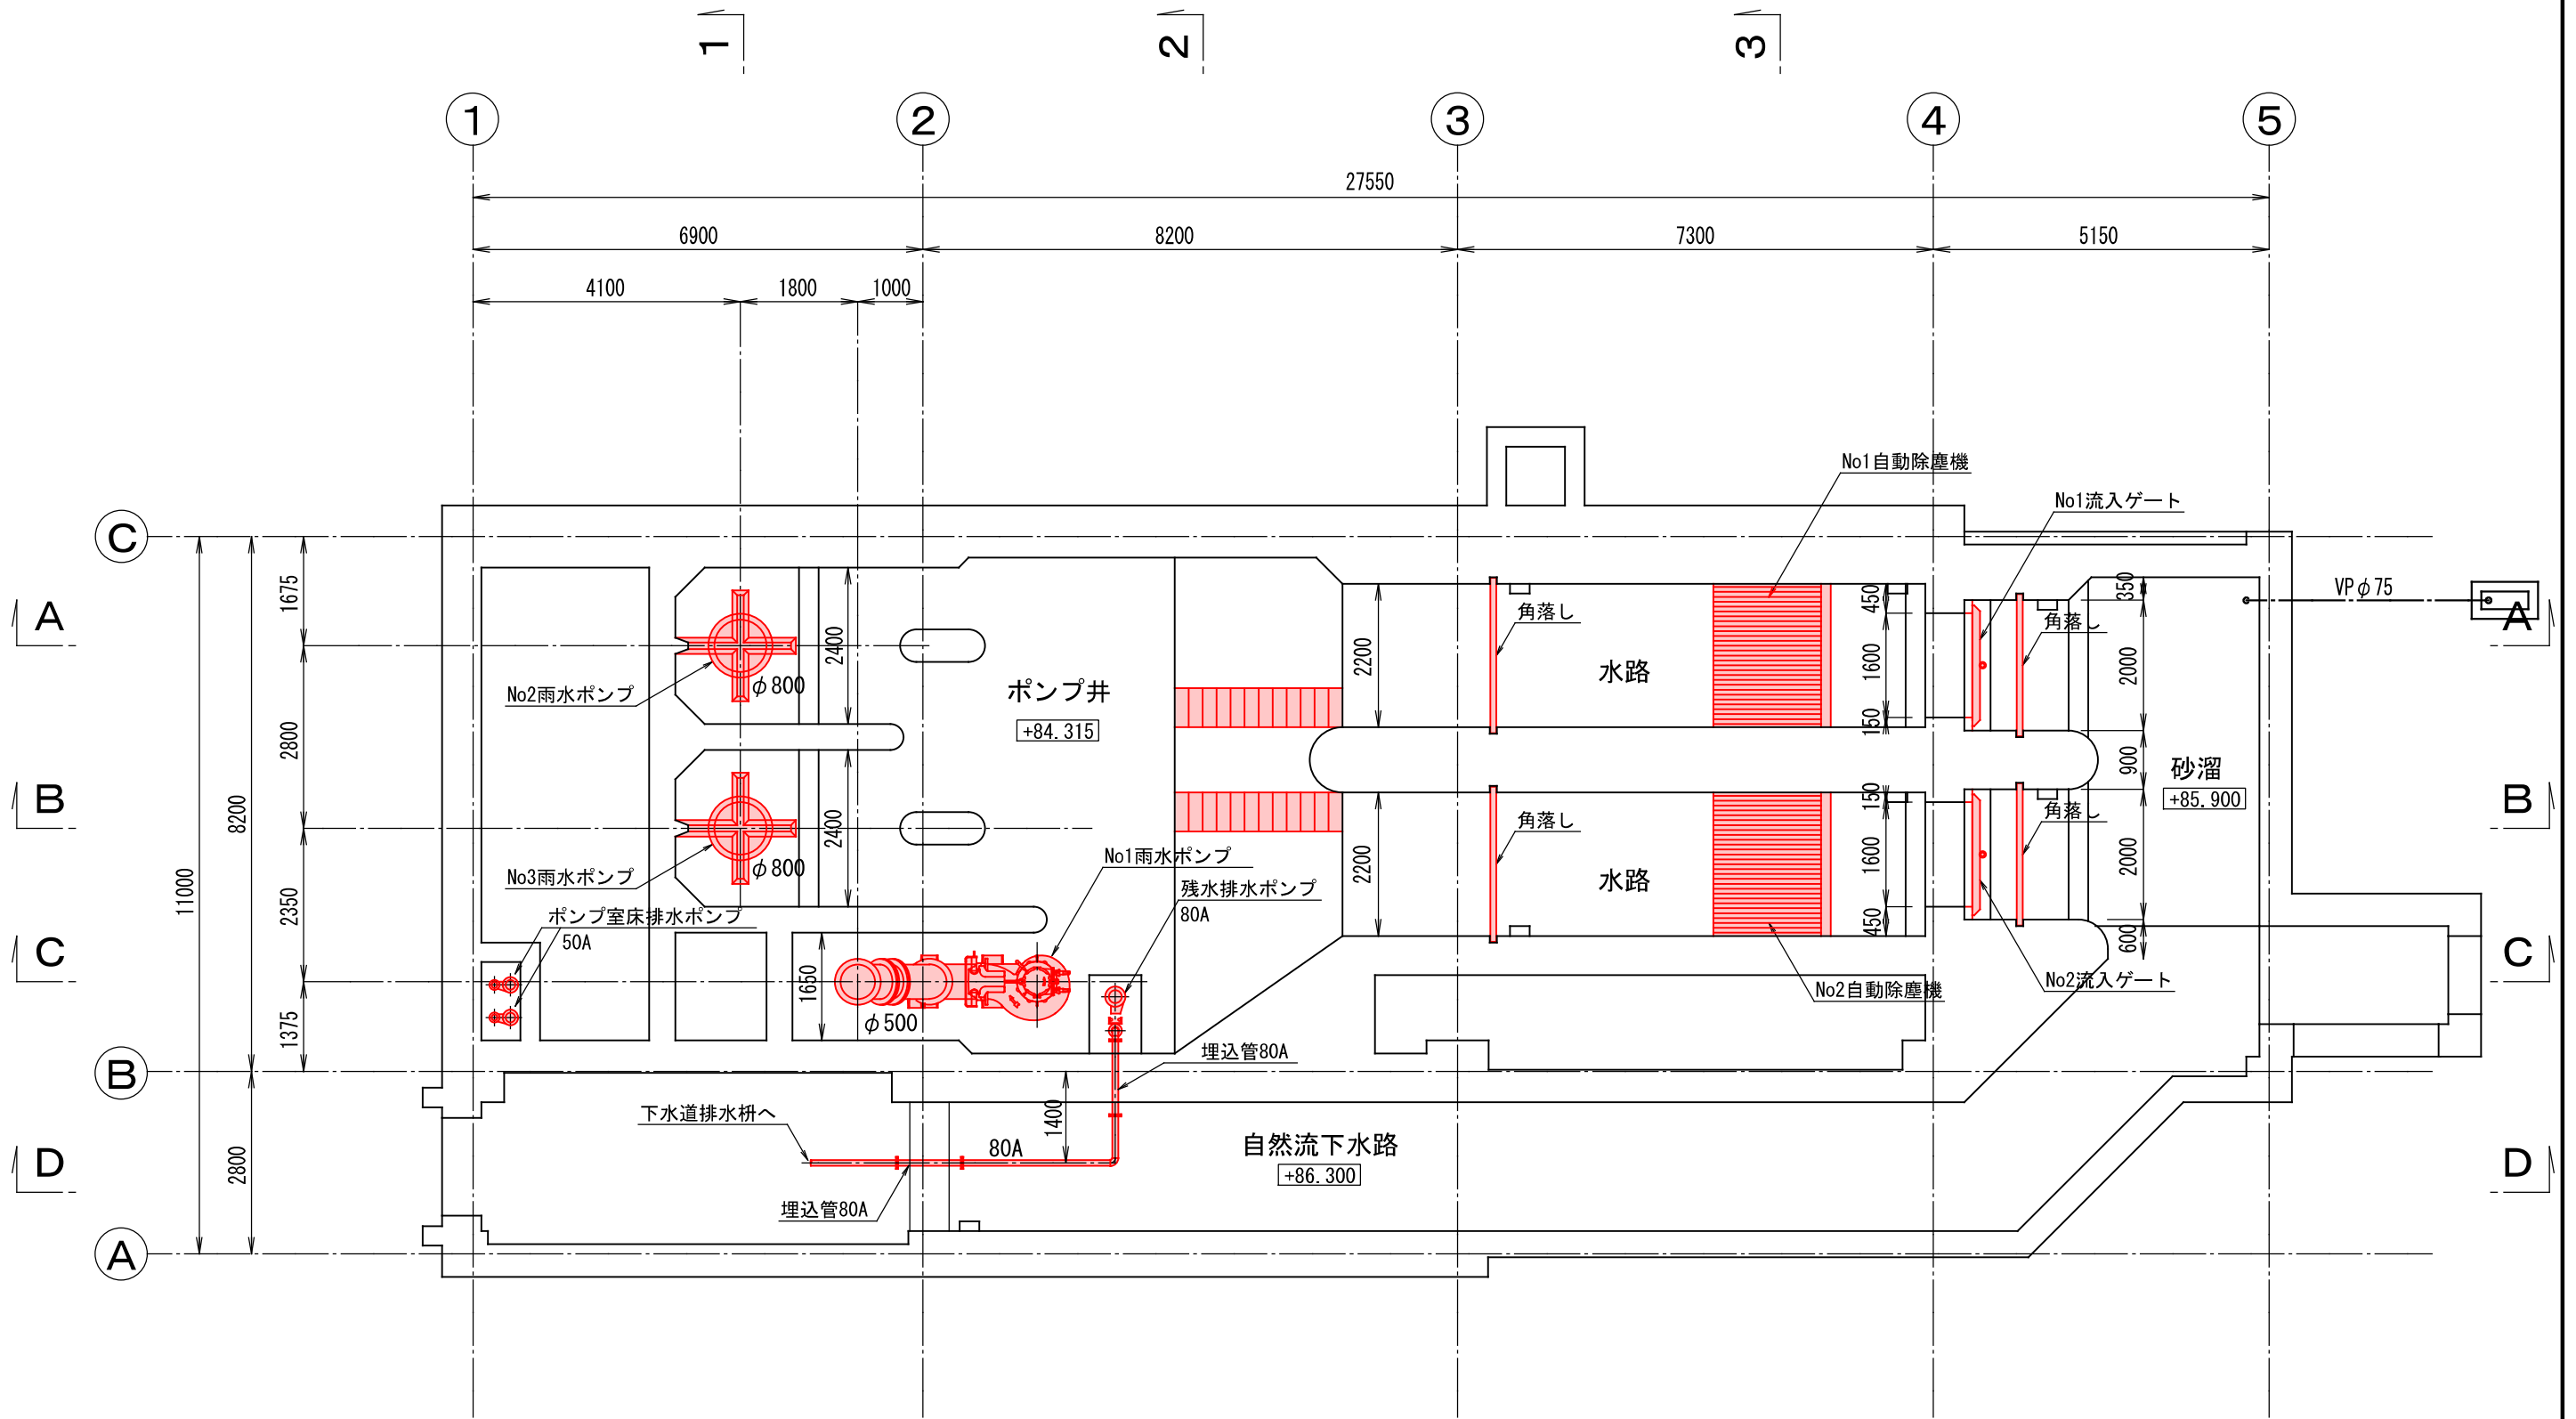 1
2
3
① ② ③ ④ ⑤
27550
6900 8200 7300 5150
4100 1800 1000
No1自動除塵機
No1流入ゲート
C
VPφ75
A A
1675
2800
2350
1375
8200
11000
2800
350
450
2400
2200
角落し
角落し
水路
1600
2000
No2雨水ポンプ
φ800
ポンプ井
+84.315
150
900
砂溜
+85.900
B B
150
2400
2200
角落し
角落し
1600
2000
水路
No3雨水ポンプ
φ800
No1雨水ポンプ
残水排水ポンプ
80A
ポンプ室床排水ポンプ
50A
450
600
C C
1650
φ500
No2自動除塵機
No2流入ゲート
埋込管80A
B
下水道排水桝へ
1400
80A
自然流下水路
+86.300
D D
埋込管80A
A